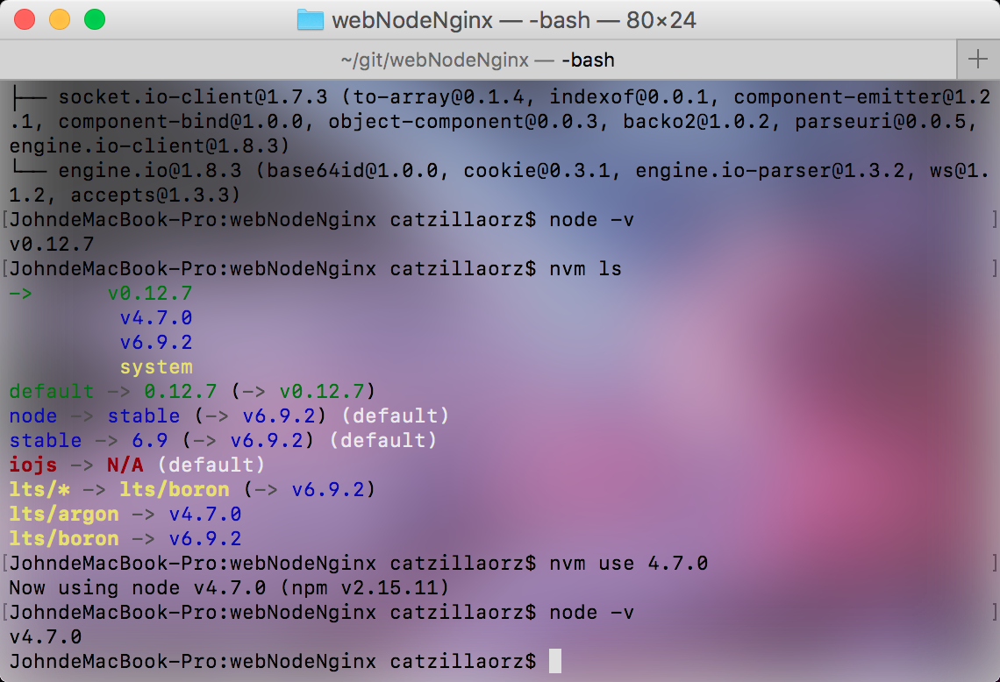 webNodeNginx — -bash — 80×24
~/git/webNodeNginx — -bash
├── socket.io-client@1.7.3 (to-array@0.1.4, indexof@0.0.1, component-emitter@1.2
.1, component-bind@1.0.0, object-component@0.0.3, backo2@1.0.2, parseuri@0.0.5,
engine.io-client@1.8.3)
└── engine.io@1.8.3 (base64id@1.0.0, cookie@0.3.1, engine.io-parser@1.3.2, ws@1.
1.2, accepts@1.3.3)
[JohndeMacBook-Pro:webNodeNginx catzillaorz$ node -v ]
v0.12.7
[JohndeMacBook-Pro:webNodeNginx catzillaorz$ nvm ls ]
-> v0.12.7
v4.7.0
v6.9.2
system
default -> 0.12.7 (-> v0.12.7)
node -> stable (-> v6.9.2) (default)
stable -> 6.9 (-> v6.9.2) (default)
iojs -> N/A (default)
lts/* -> lts/boron (-> v6.9.2)
lts/argon -> v4.7.0
lts/boron -> v6.9.2
[JohndeMacBook-Pro:webNodeNginx catzillaorz$ nvm use 4.7.0 ]
Now using node v4.7.0 (npm v2.15.11)
[JohndeMacBook-Pro:webNodeNginx catzillaorz$ node -v ]
v4.7.0
JohndeMacBook-Pro:webNodeNginx catzillaorz$